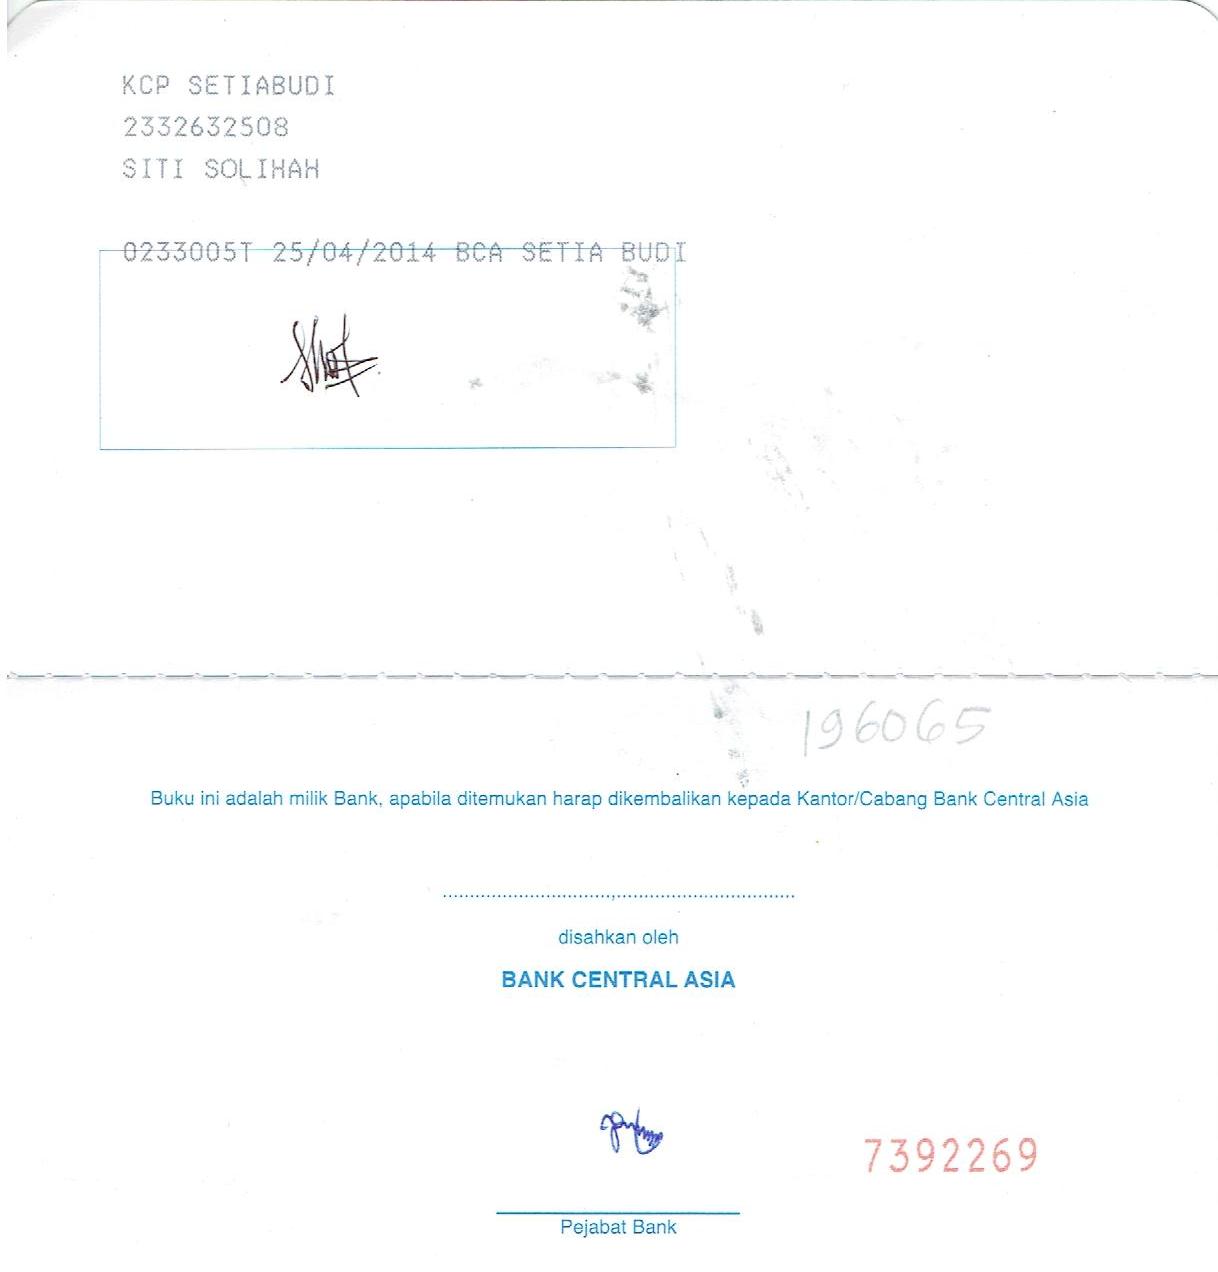 KCP SETIABUDI
2332632508
SITI SOLIHAH
0233005T 25/04/2014 BCA SETIA BUDI
196065
Buku ini adalah milik Bank, apabila ditemukan harap dikembalikan kepada Kantor/Cabang Bank Central Asia
................................,..................................
disahkan oleh
BANK CENTRAL ASIA
7392269
Pejabat Bank